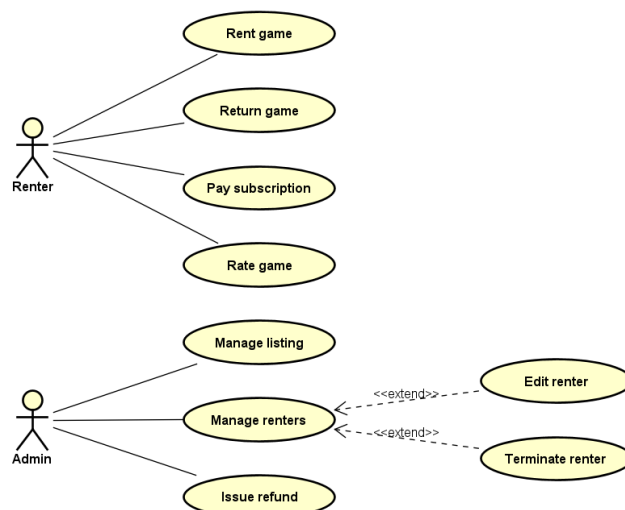 Rent game
Return game
Renter
Pay subscription
Rate game
Manage listing
<<extend>>
Edit renter
Manage renters
<<extend>>
Admin
Terminate renter
Issue refund